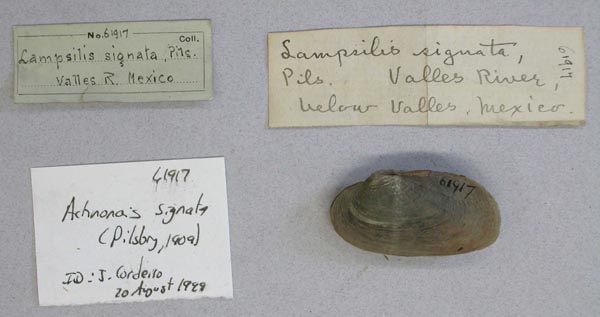 No. 61917 Coll.
Lampsilis signata, Pils.
Valles R. Mexico
Lampsilis signata,
Pils. Valles River,
below Valles, Mexico.
61917
61917
Actinonaias signata
(Pilsbry, 1909)
ID: J. Cordeiro
20 August 1998
61917